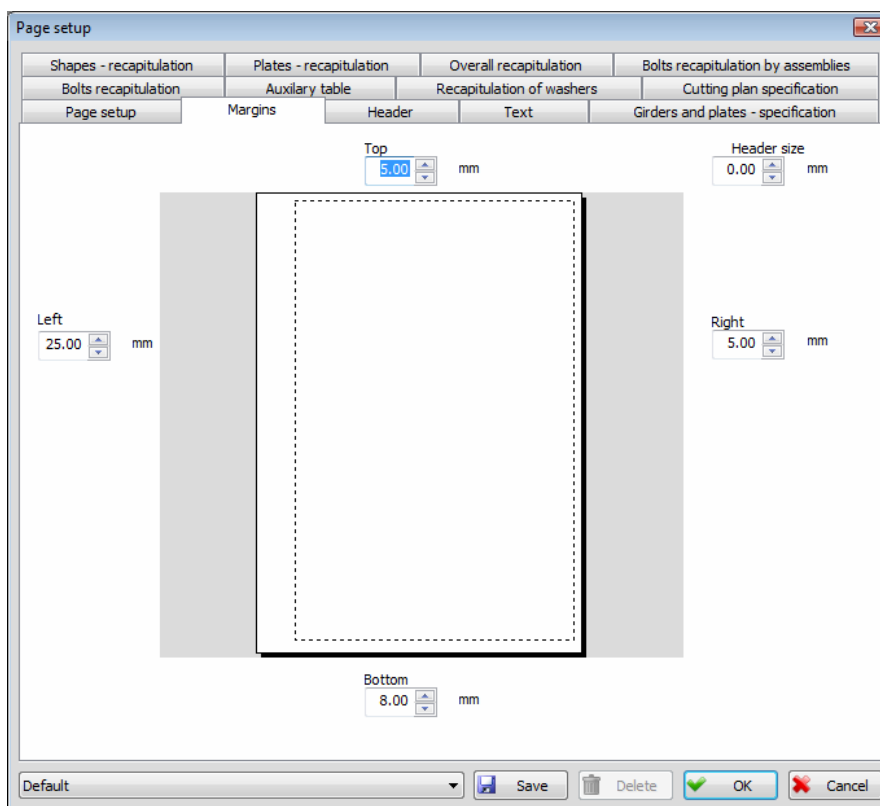 Page setup
Shapes - recapitulation Plates - recapitulation Overall recapitulation Bolts recapitulation by assemblies
Bolts recapitulation Auxilary table Recapitulation of washers Cutting plan specification
Page setup Margins Header Text Girders and plates - specification
Top Header size
5.00 mm 0.00 mm
Left Right
25.00 mm 5.00 mm
Bottom
8.00 mm
Default Save Delete OK Cancel